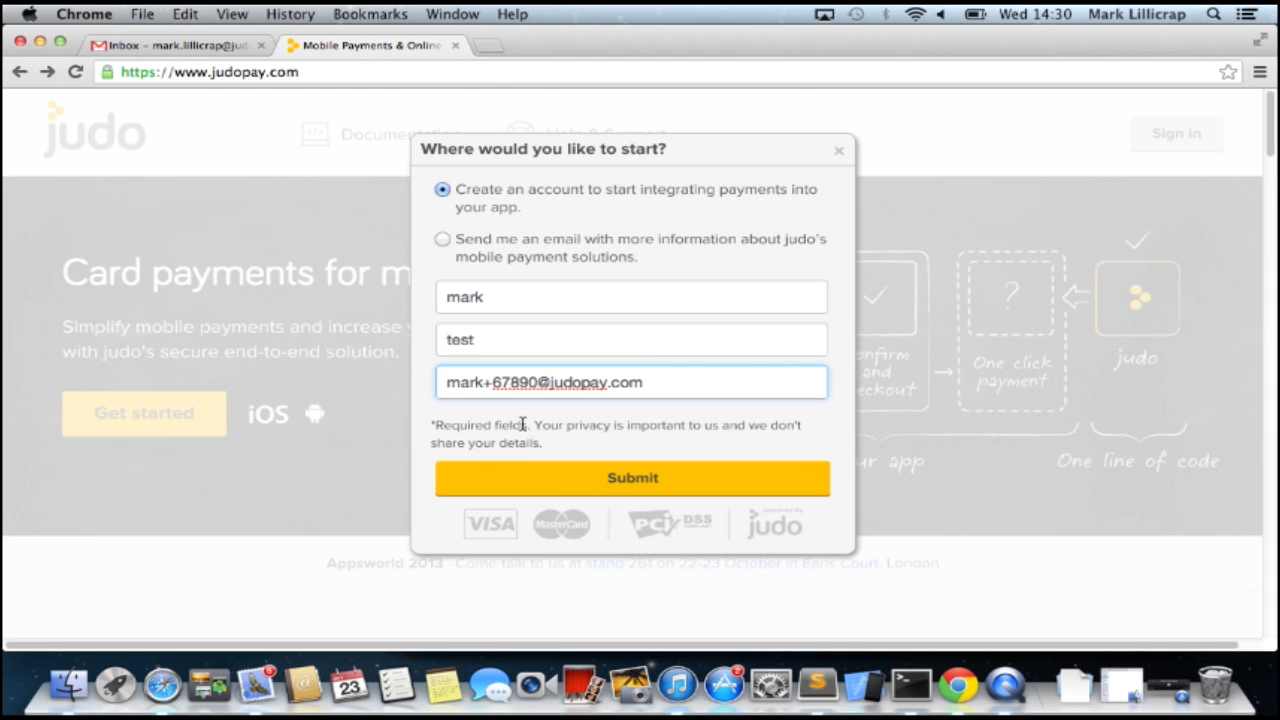 Chrome File Edit View History Bookmarks Window Help Wed 14:30 Mark Lillicrap
Inbox – mark.lillicrap@jud
Mobile Payments & Online
https://www.judopay.com
judo
Documentation
Help & Support
Sign in
Where would you like to start?
Create an account to start integrating payments into
your app.
Send me an email with more information about judo's
mobile payment solutions.
mark
test
mark+67890@judopay.com
*Required fields. Your privacy is important to us and we don't
share your details.
Submit
VISA MasterCard PCI DSS powered by judo
Card payments for m
Simplify mobile payments and increase
with judo's secure end-to-end solution.
Get started iOS
?
onfirm
and
heckout
One click
payment
judo
ur app
One line of code
Appsworld 2013 - Come talk to us at stand 261 on 22-23 October in Earls Court, London
23